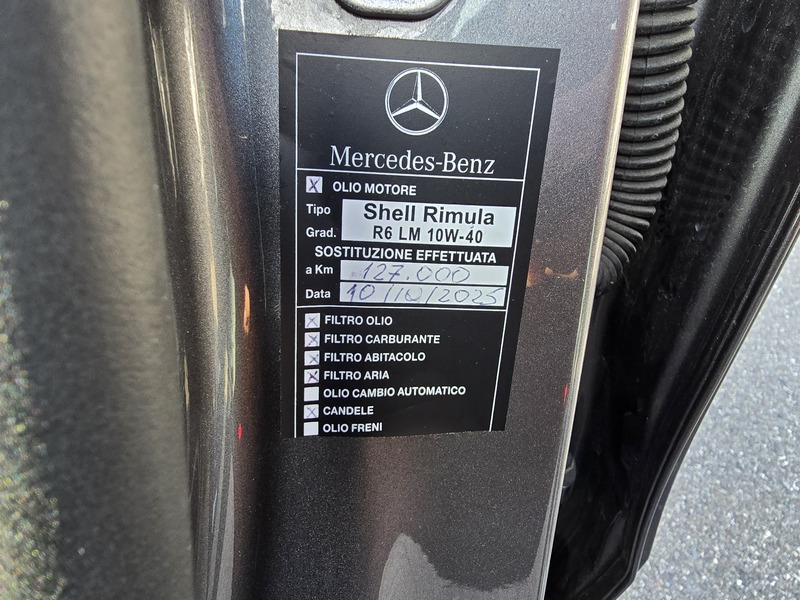 Mercedes-Benz
X OLIO MOTORE
Tipo Shell Rimula
Grad. R6 LM 10W-40
SOSTITUZIONE EFFETTUATA
a Km 127.000
Data 10/10/2025
X FILTRO OLIO
X FILTRO CARBURANTE
X FILTRO ABITACOLO
X FILTRO ARIA
OLIO CAMBIO AUTOMATICO
X CANDELE
OLIO FRENI